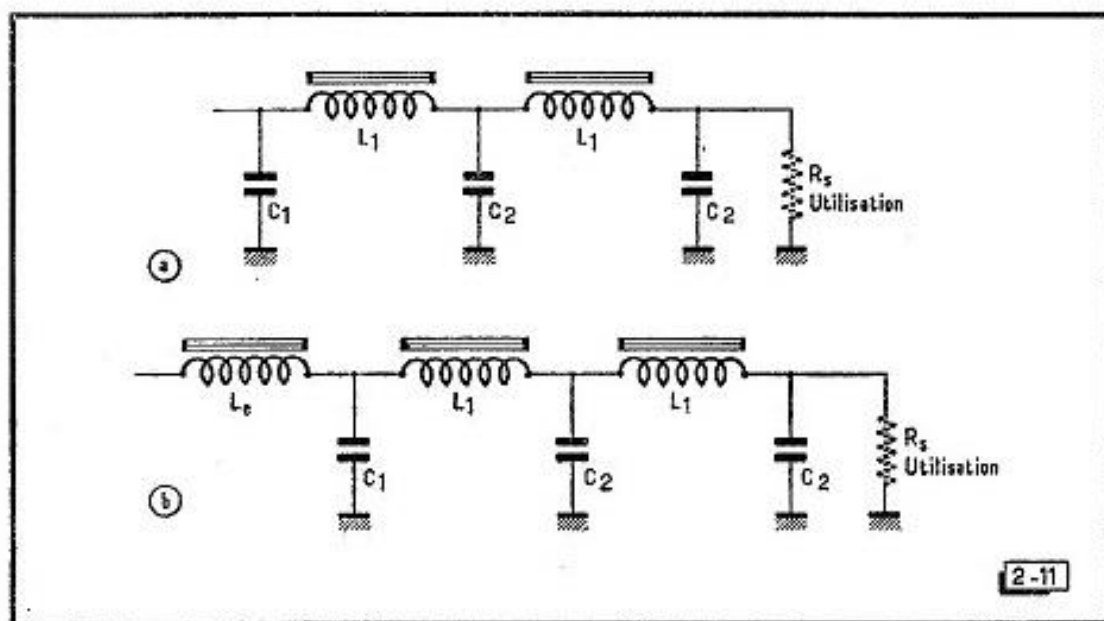 L1
L1
C1
C2
C2
Rs
Utilisation
a
Le
L1
L1
C1
C2
C2
Rs
Utilisation
b
2-11